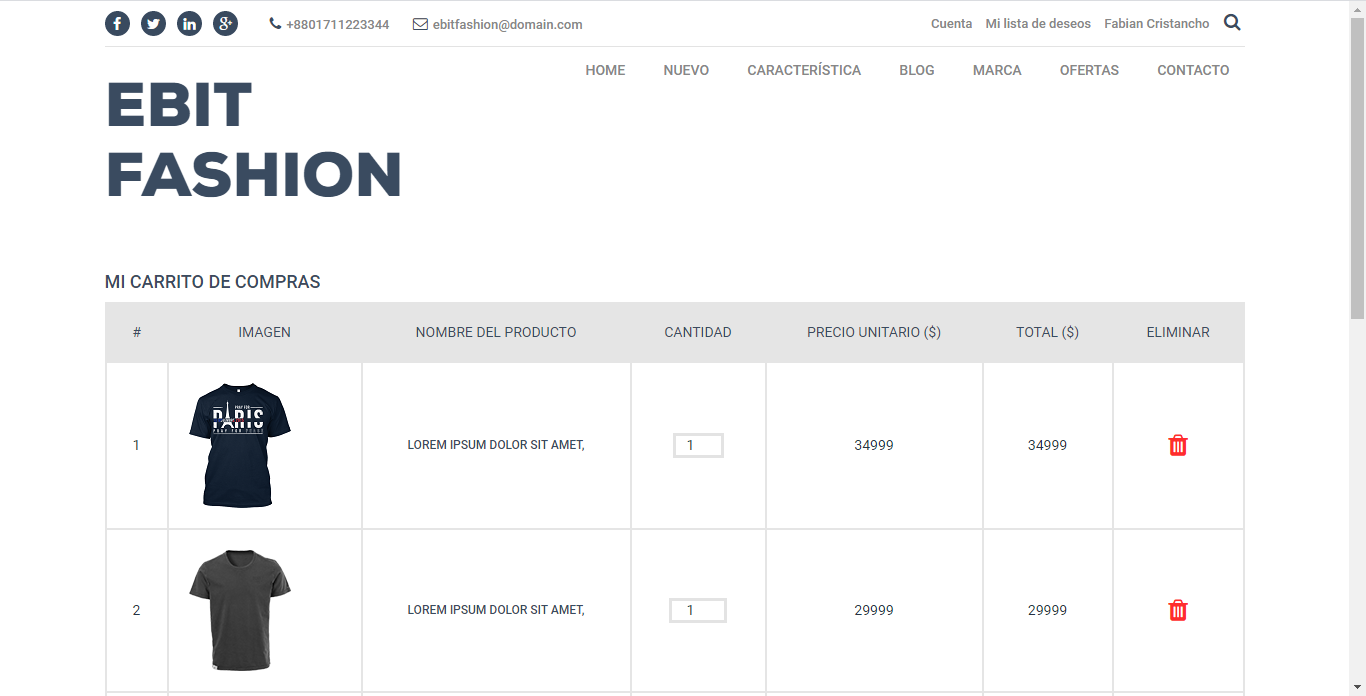 +8801711223344 ebitfashion@domain.com Cuenta Mi lista de deseos Fabian Cristancho
HOME NUEVO CARACTERÍSTICA BLOG MARCA OFERTAS CONTACTO
EBIT
FASHION
MI CARRITO DE COMPRAS
# IMAGEN NOMBRE DEL PRODUCTO CANTIDAD PRECIO UNITARIO ($) TOTAL ($) ELIMINAR
PRAY FOR
PARIS
PRAY FOR
1 LOREM IPSUM DOLOR SIT AMET, 1 34999 34999
2 LOREM IPSUM DOLOR SIT AMET, 1 29999 29999